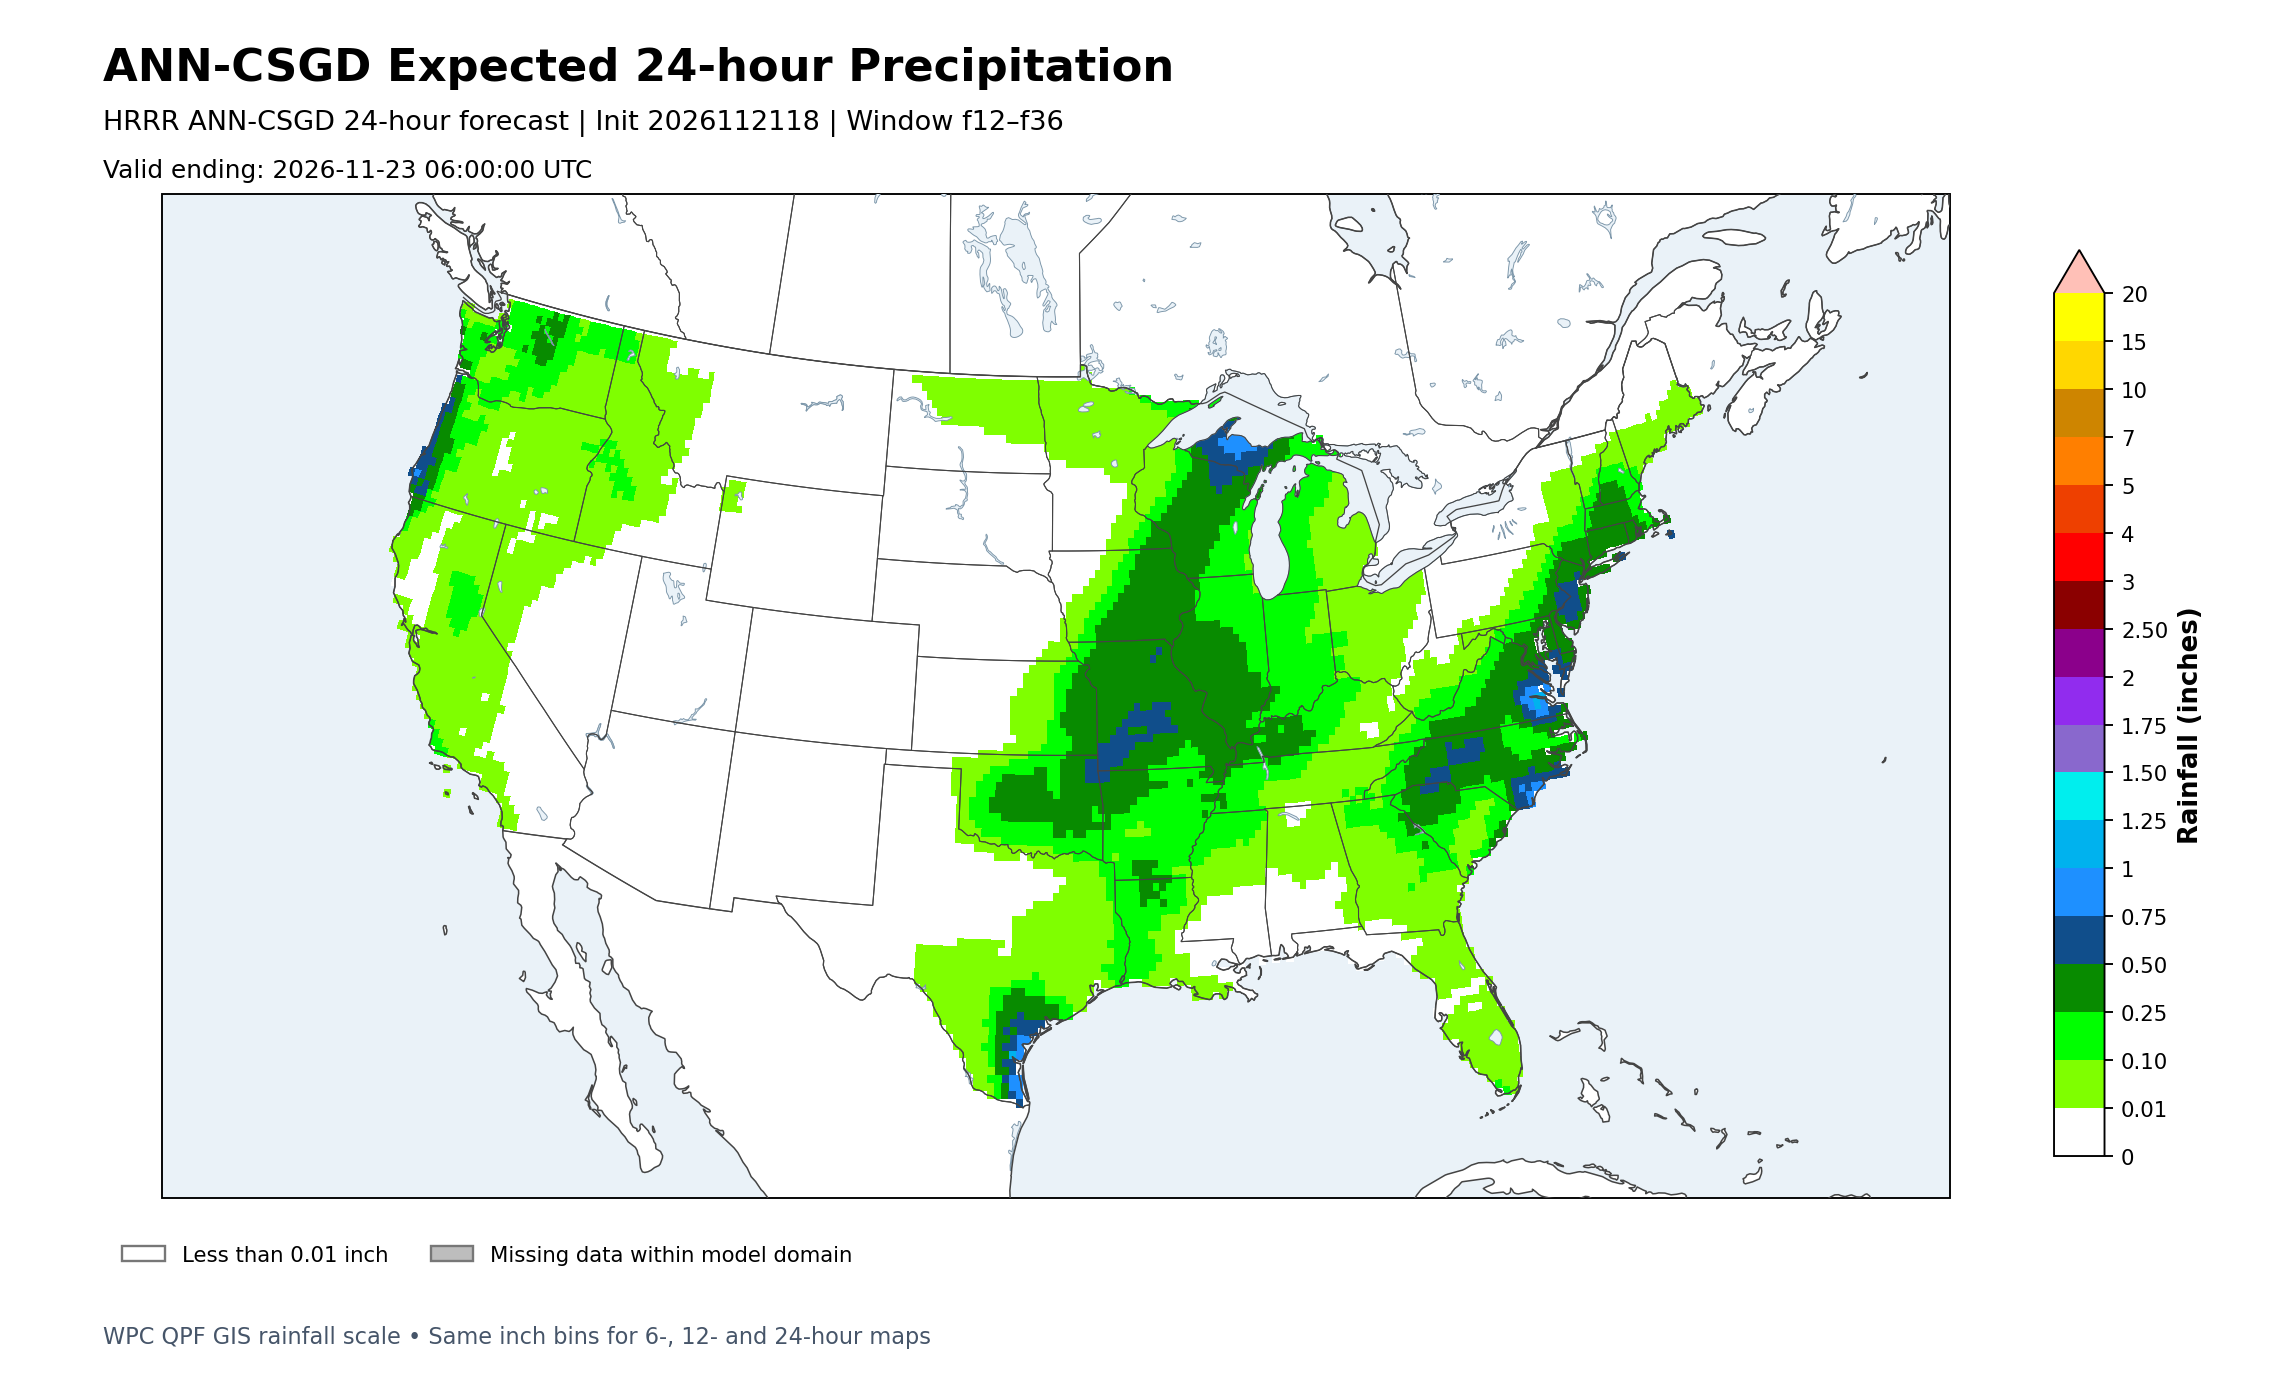 ANN-CSGD Expected 24-hour Precipitation
HRRR ANN-CSGD 24-hour forecast | Init 2026112118 | Window f12–f36
Valid ending: 2026-11-23 06:00:00 UTC
20
15
10
7
5
4
3
2.50
2
1.75
1.50
1.25
1
0.75
0.50
0.25
0.10
0.01
0
Rainfall (inches)
Less than 0.01 inch
Missing data within model domain
WPC QPF GIS rainfall scale • Same inch bins for 6-, 12- and 24-hour maps